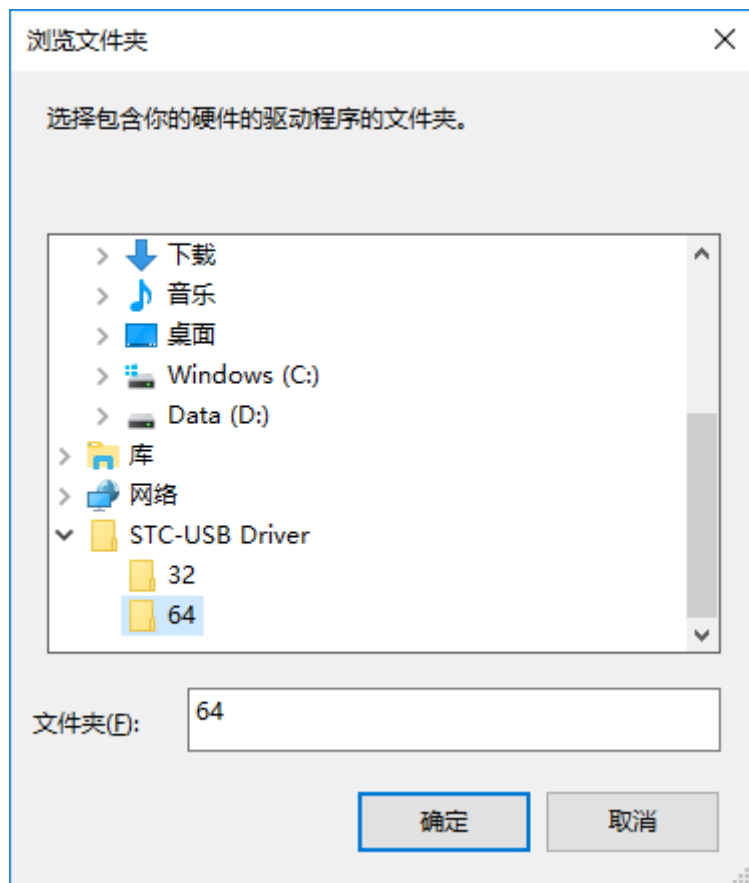 浏览文件夹
选择包含你的硬件的驱动程序的文件夹。
下载
音乐
桌面
Windows (C:)
Data (D:)
库
网络
STC-USB Driver
32
64
文件夹(F): 64
确定 取消